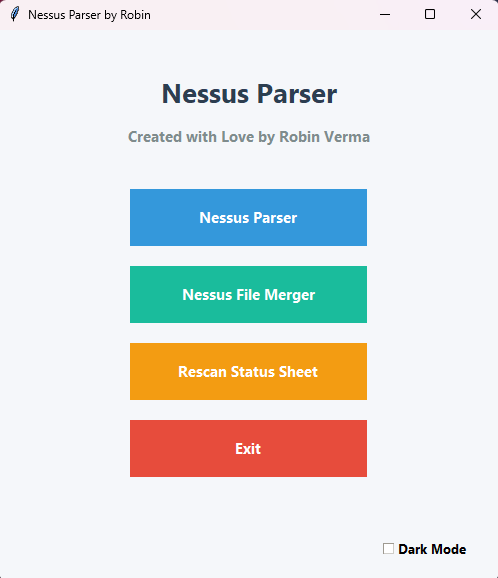 Nessus Parser by Robin
Nessus Parser
Created with Love by Robin Verma
Nessus Parser
Nessus File Merger
Rescan Status Sheet
Exit
Dark Mode